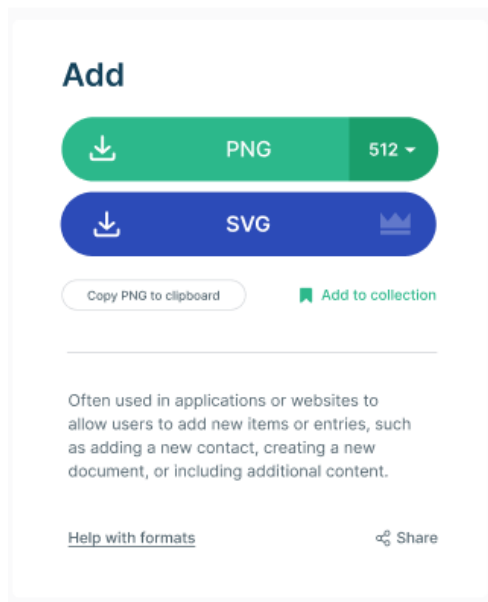 Add
PNG
512
SVG
Copy PNG to clipboard
Add to collection
Often used in applications or websites to
allow users to add new items or entries, such
as adding a new contact, creating a new
document, or including additional content.
Help with formats
Share